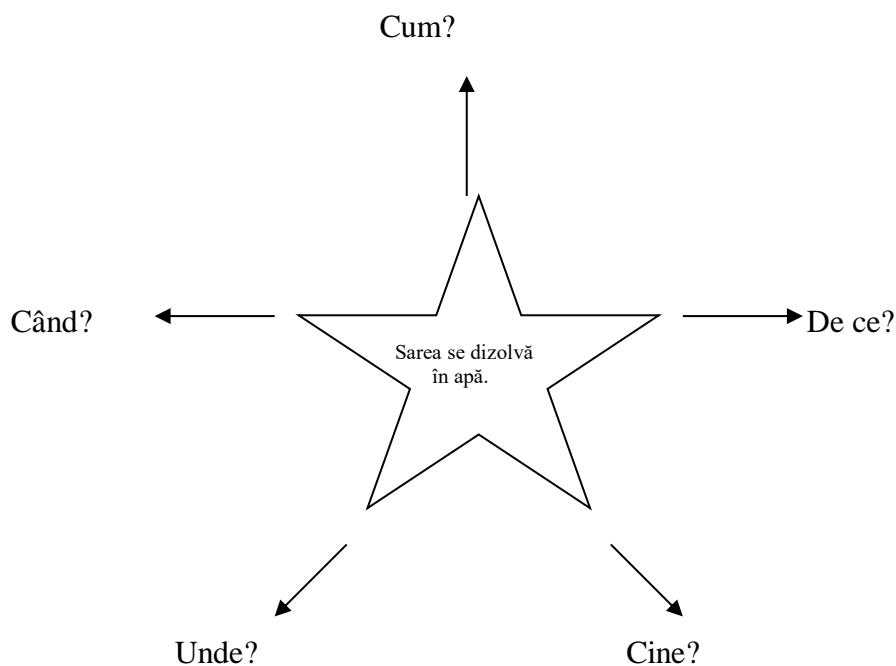 Cum?
Când?
De ce?
Sarea se dizolvă
în apă.
Unde?
Cine?